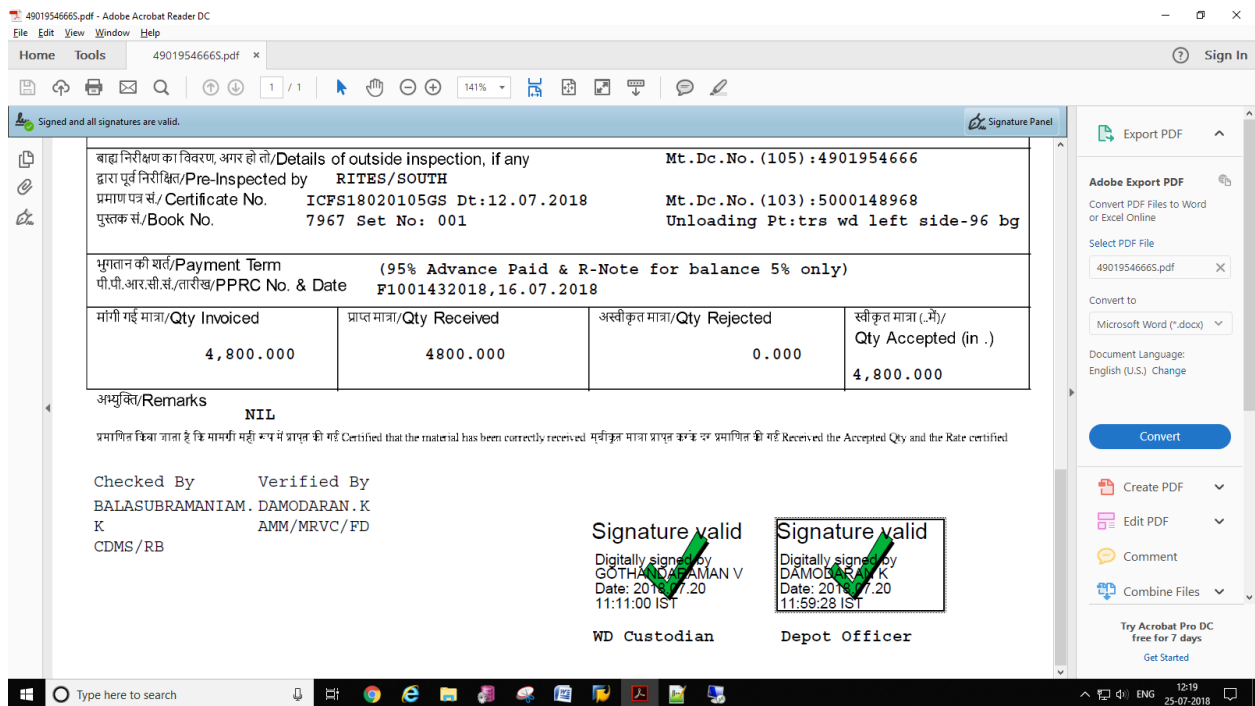 4901954666S.pdf - Adobe Acrobat Reader DC
File Edit View Window Help
Home Tools 4901954666S.pdf × Sign In
1 / 1 141%
Signed and all signatures are valid. Signature Panel
बाह्य निरीक्षण का विवरण, अगर हो तो/Details of outside inspection, if any Mt.Dc.No.(105):4901954666
द्वारा पूर्व निरीक्षित/Pre-Inspected by RITES/SOUTH
प्रमाण पत्र सं./Certificate No. ICFS18020105GS Dt:12.07.2018 Mt.Dc.No.(103):5000148968
पुस्तक सं./Book No. 7967 Set No: 001 Unloading Pt:trs wd left side-96 bg
भुगतान की शर्त/Payment Term (95% Advance Paid & R-Note for balance 5% only)
पी.पी.आर.सी.सं./तारीख/PPRC No. & Date F1001432018,16.07.2018
मांगी गई मात्रा/Qty Invoiced प्राप्त मात्रा/Qty Received अस्वीकृत मात्रा/Qty Rejected स्वीकृत मात्रा (..में)/
Qty Accepted (in .)
4,800.000 4800.000 0.000
4,800.000
अभ्युक्ति/Remarks
NIL
प्रमाणित किया जाता है कि मामगी मही रूप में प्राप्त की गई Certified that the material has been correctly received मवीकृत मात्रा प्राप्त करके दर प्रमाणित की गई Received the Accepted Qty and the Rate certified
Checked By Verified By
BALASUBRAMANIAM. DAMODARAN.K
K AMM/MRVC/FD
CDMS/RB
Signature valid
Digitally signed by
GOTHANDARAMAN V
Date: 2018.07.20
11:11:00 IST
WD Custodian
Signature valid
Digitally signed by
DAMODARAN K
Date: 2018.07.20
11:59:28 IST
Depot Officer
Export PDF
Adobe Export PDF
Convert PDF Files to Word
or Excel Online
Select PDF File
4901954666S.pdf ×
Convert to
Microsoft Word (*.docx)
Document Language:
English (U.S.) Change
Convert
Create PDF
Edit PDF
Comment
Combine Files
Try Acrobat Pro DC
free for 7 days
Get Started
Type here to search
ENG
12:19
25-07-2018